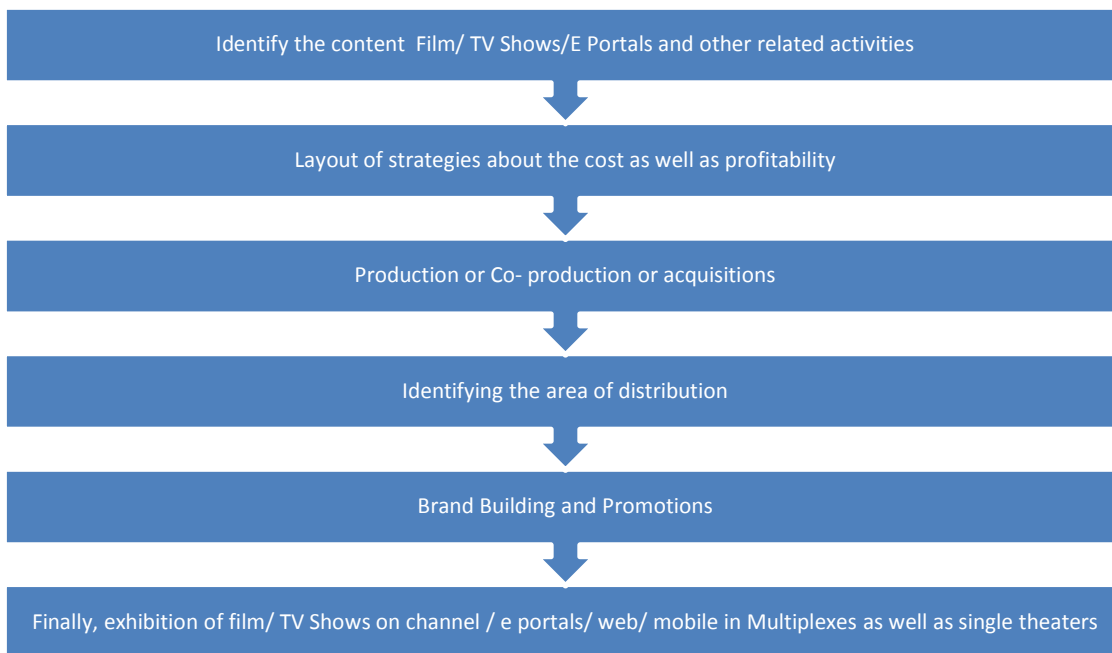 Identify the content  Film/ TV Shows/E Portals and other related activities
Layout of strategies about the cost as well as profitability
Production or Co- production or acquisitions
Identifying the area of distribution
Brand Building and Promotions
Finally, exhibition of film/ TV Shows on channel / e portals/ web/ mobile in Multiplexes as well as single theaters